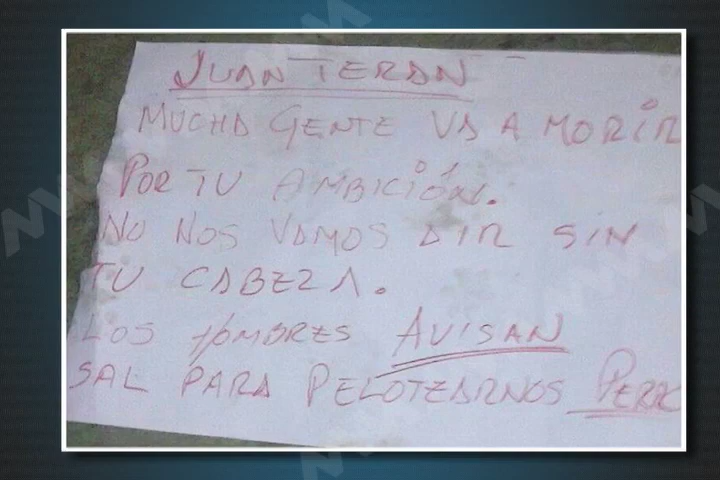 JUAN TERAN
MUCHA GENTE VA A MORIR
POR TU AMBICIÓN.
NO NOS VAMOS A IR SIN
TU CABEZA.
LOS HOMBRES AVISAN
SAL PARA PELOTEARNOS